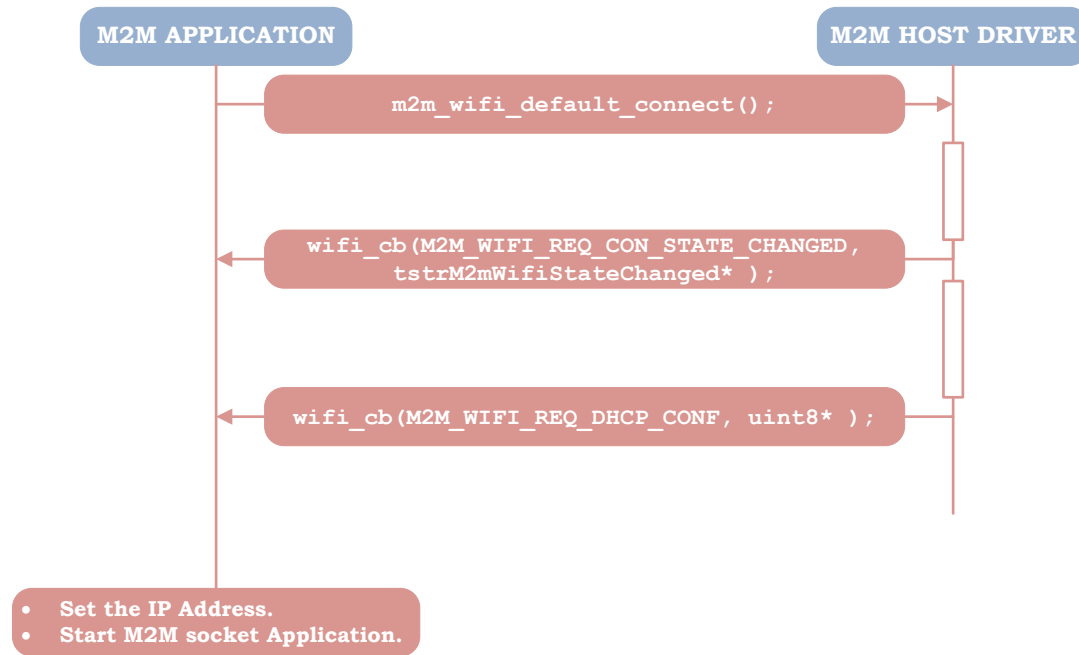 M2M APPLICATION
M2M HOST DRIVER
m2m_wifi_default_connect();
wifi_cb(M2M_WIFI_REQ_CON_STATE_CHANGED,
tstrM2mWifiStateChanged* );
wifi_cb(M2M_WIFI_REQ_DHCP_CONF, uint8* );
• Set the IP Address.
• Start M2M socket Application.